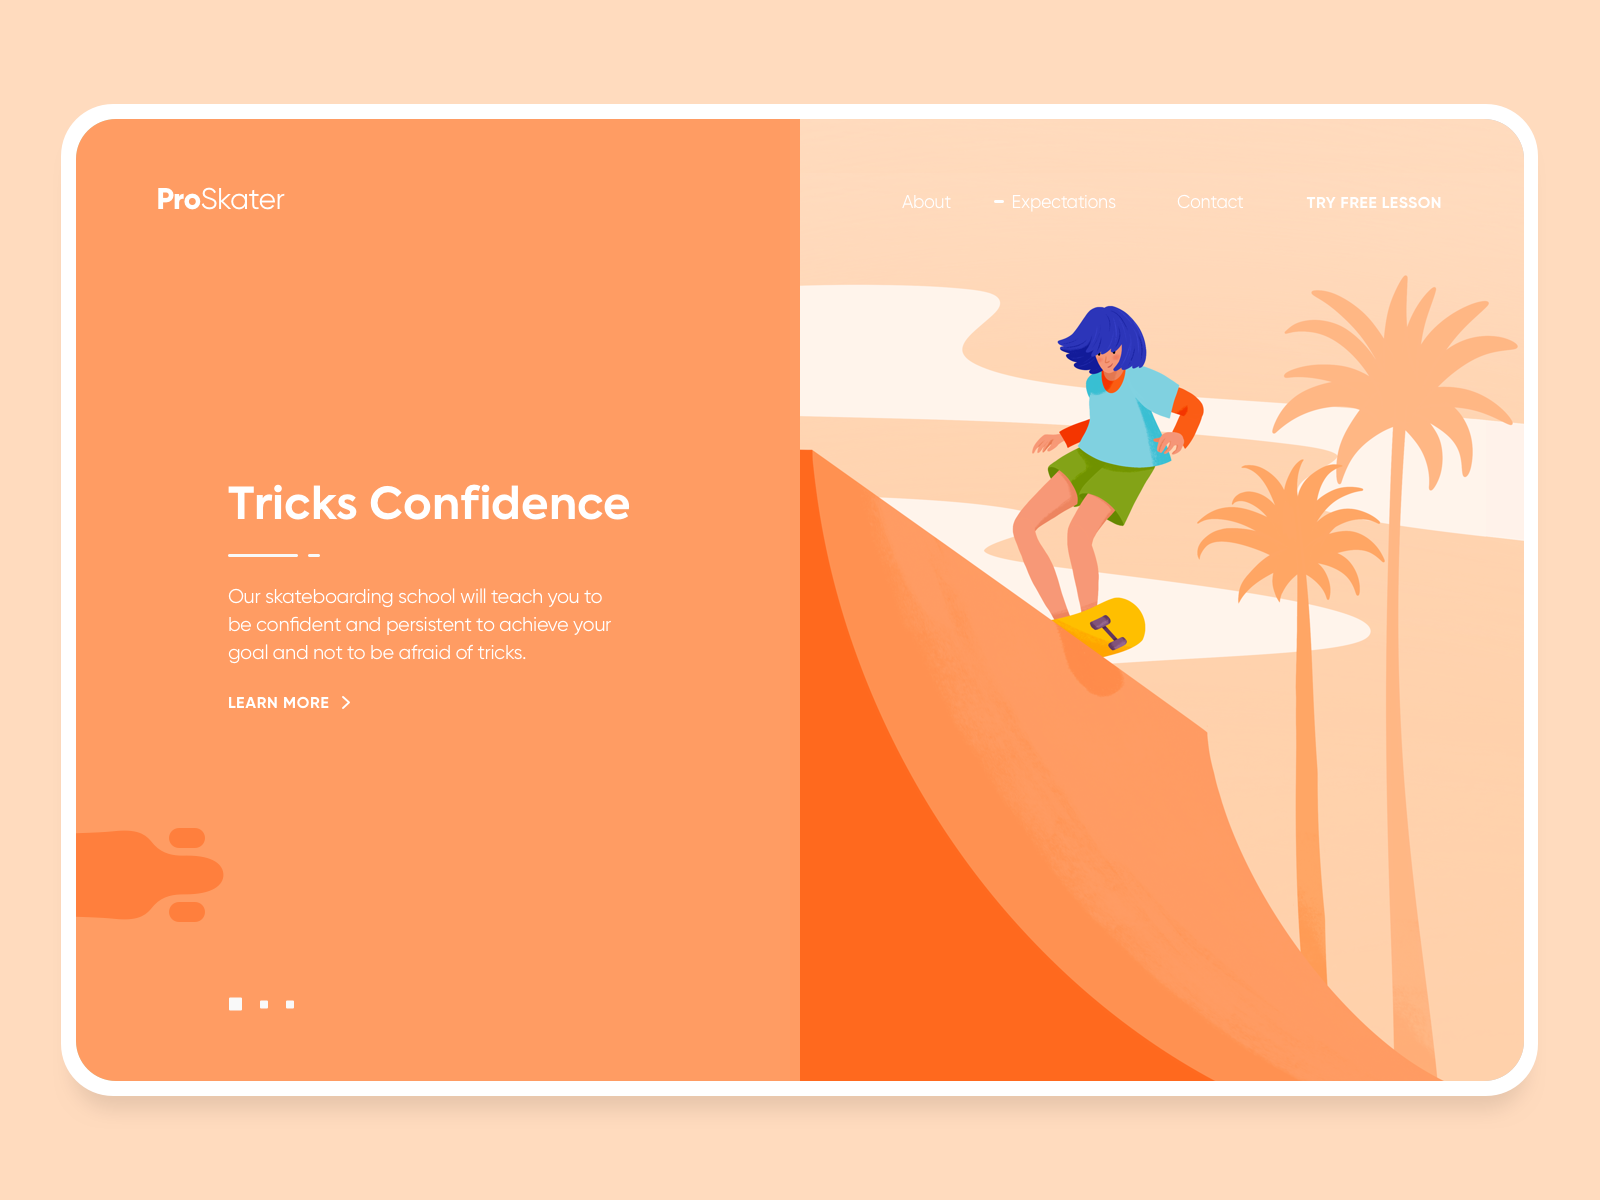 ProSkater
About
Expectations
Contact
TRY FREE LESSON
Tricks Confidence
Our skateboarding school will teach you to
be confident and persistent to achieve your
goal and not to be afraid of tricks.
LEARN MORE